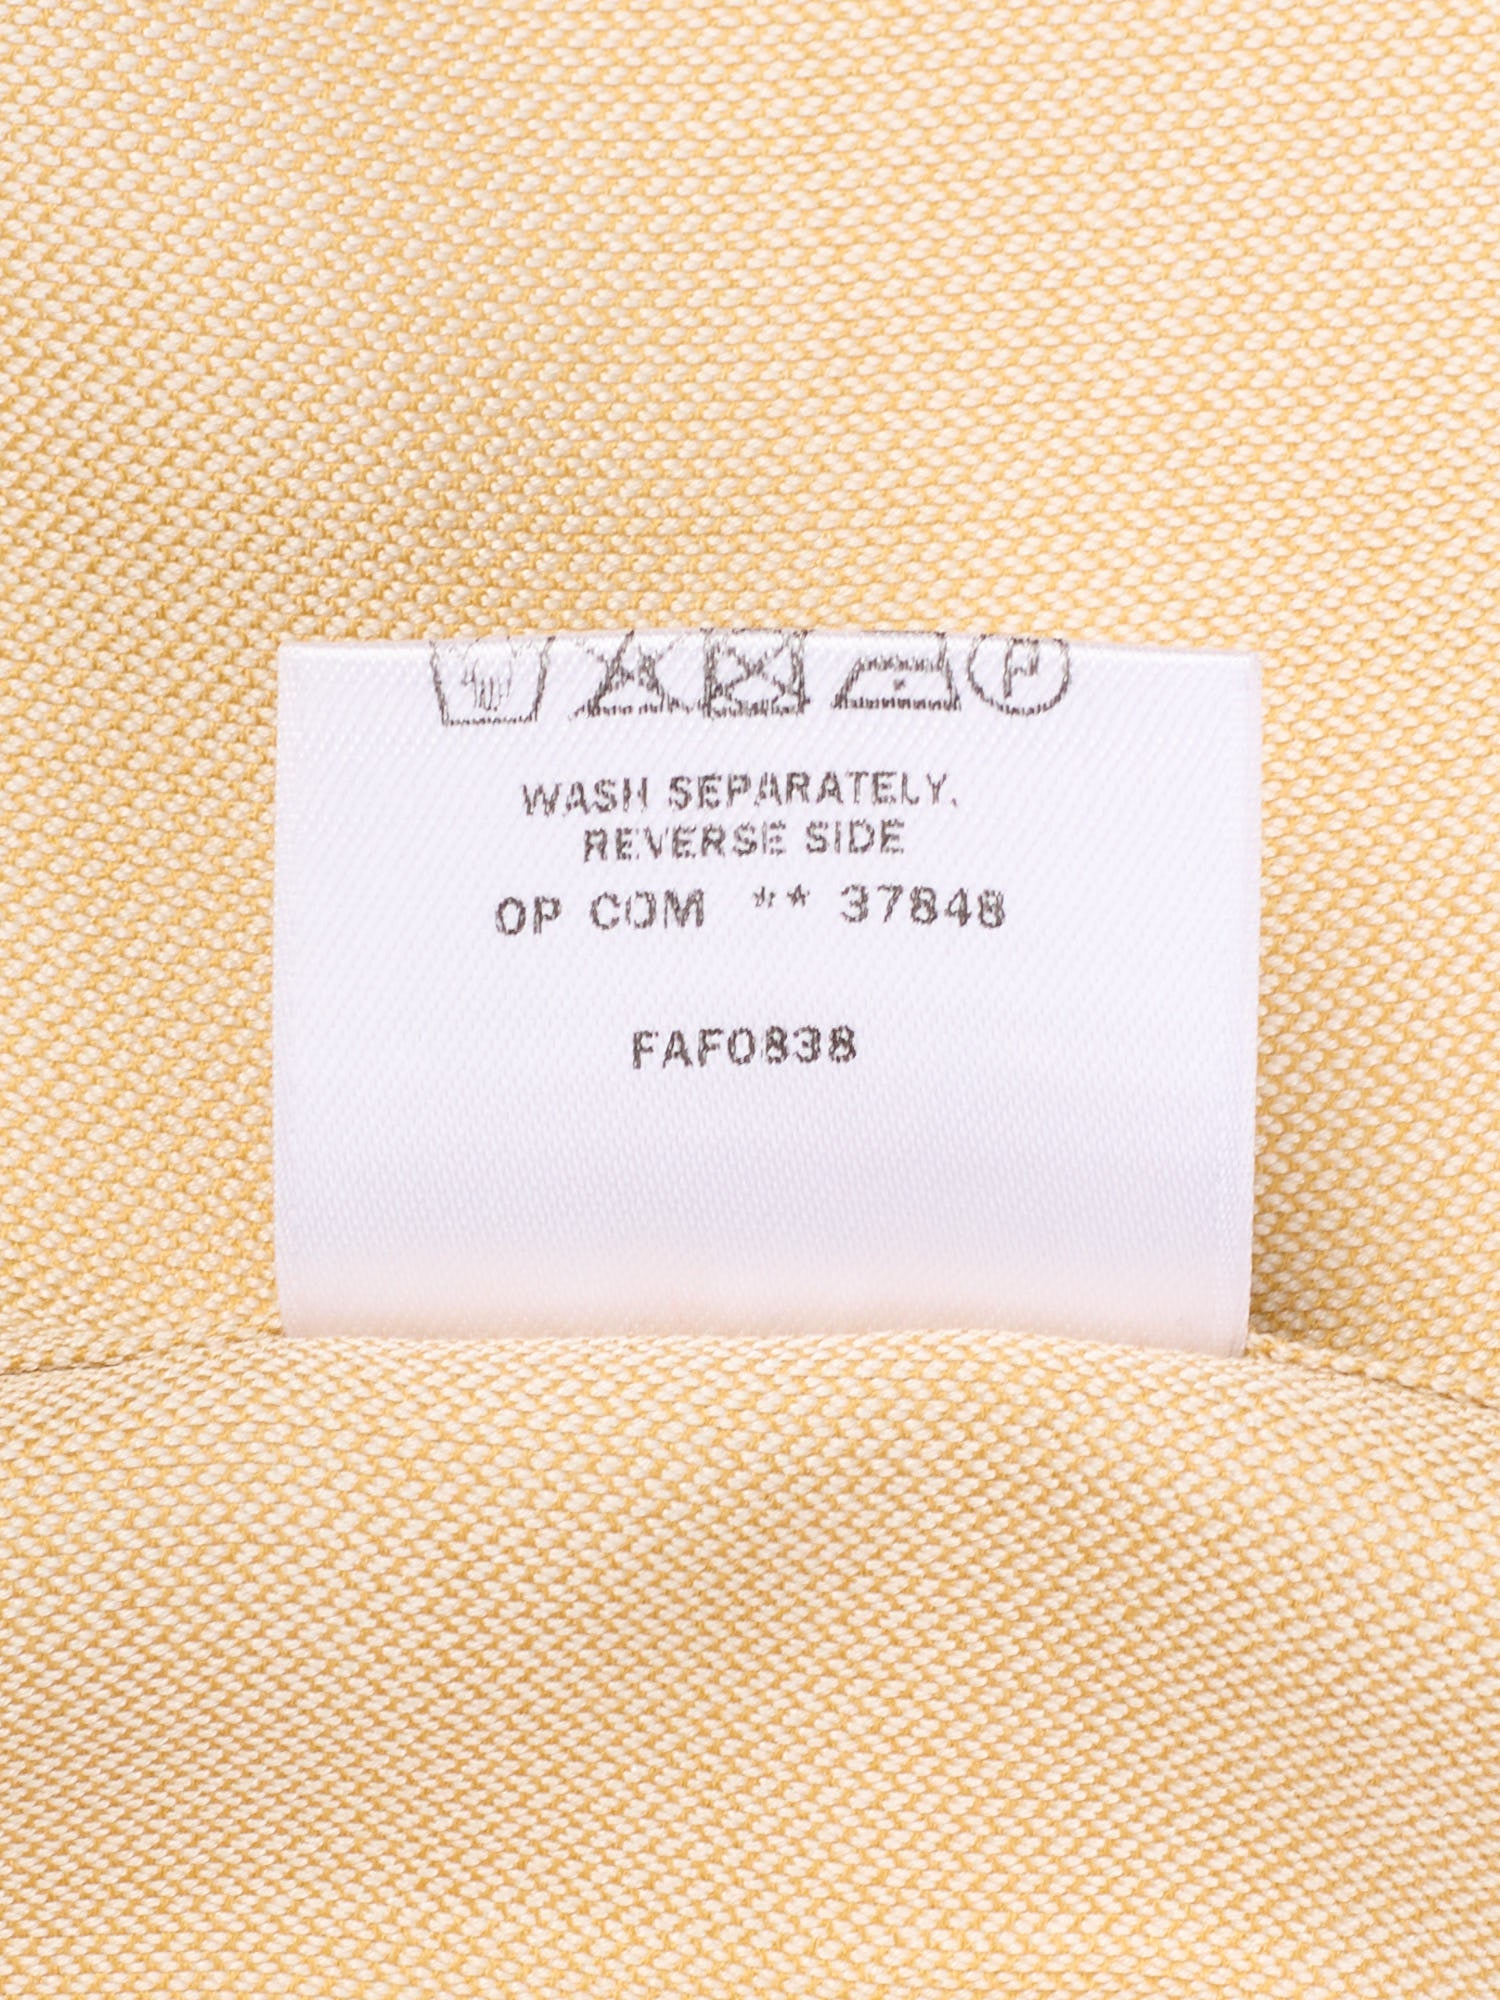 P
WASH SEPARATELY.
REVERSE SIDE
OP COM ** 37848
FAF0838